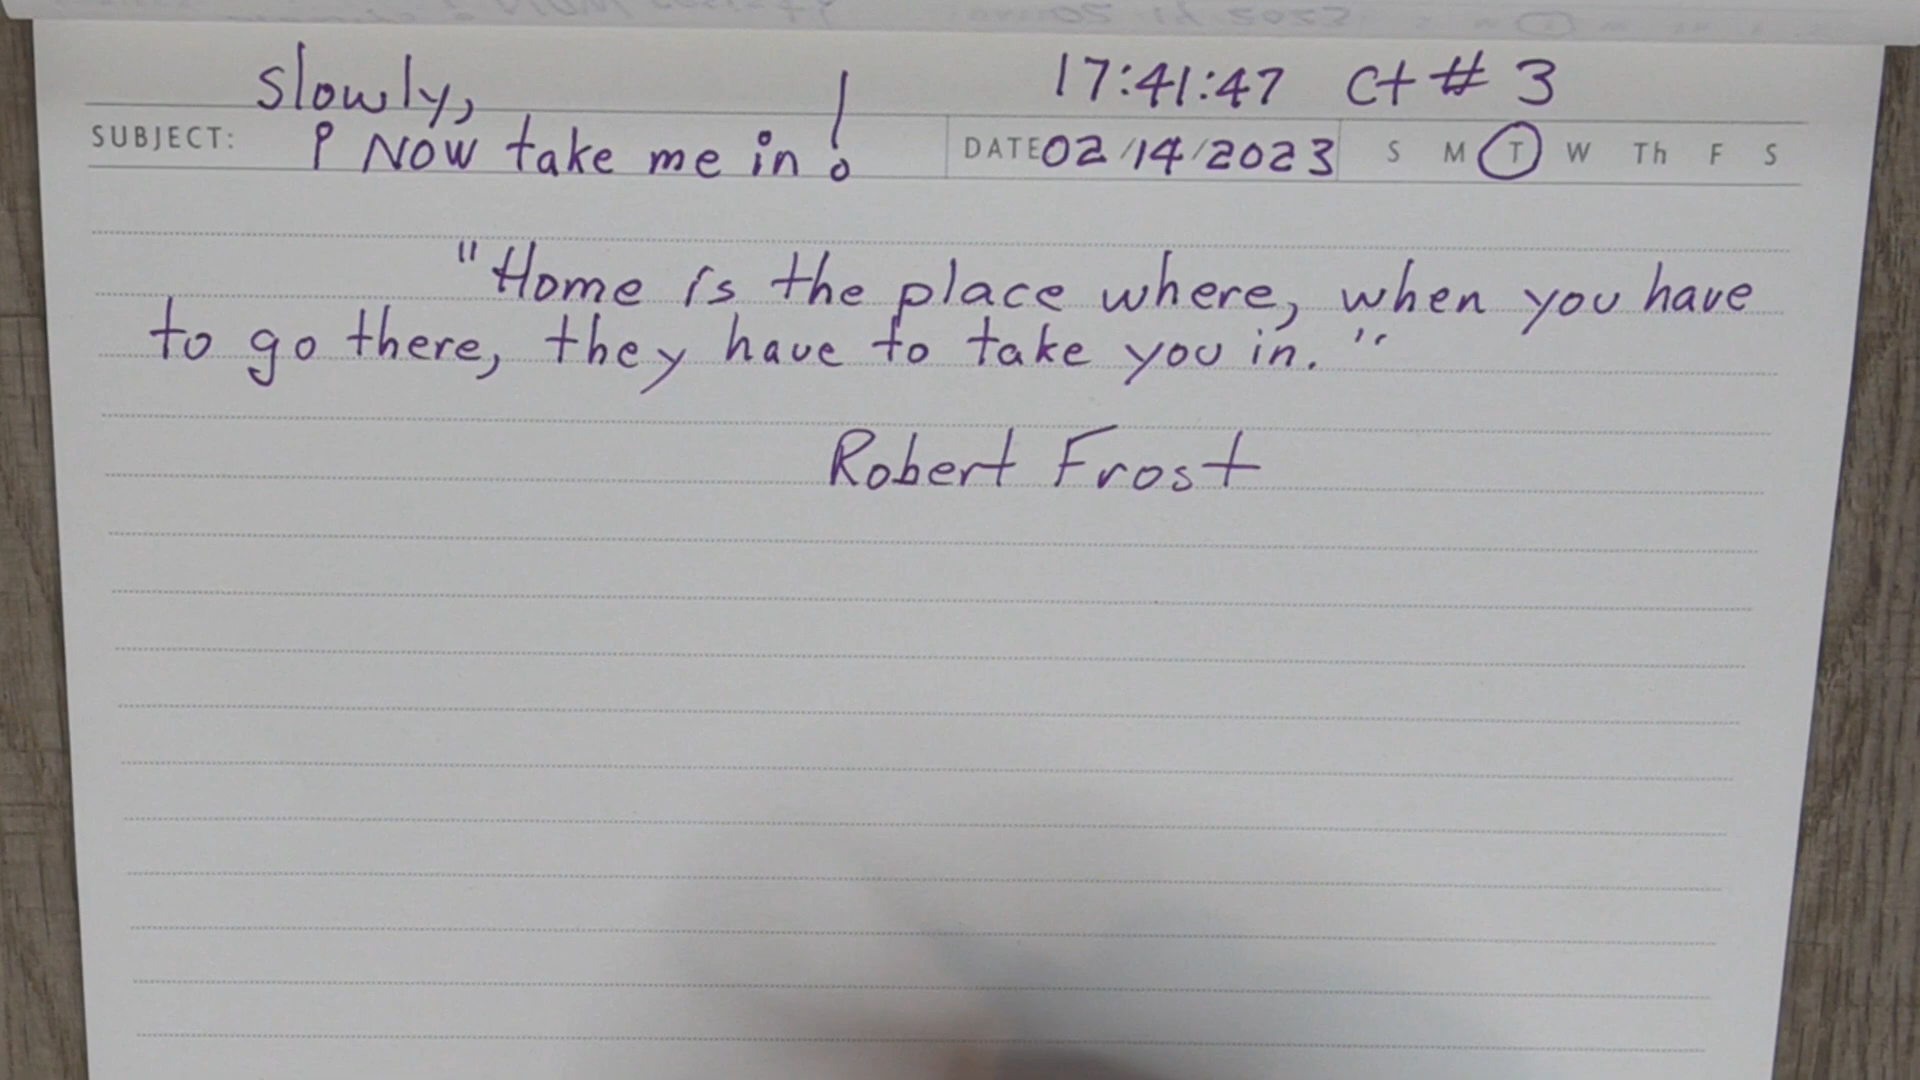 slowly,
17:41:47 Ct # 3
SUBJECT: ? NOW take me in!
DATE 02/14/2023 S M T W Th F S
"Home is the place where, when you have
to go there, they have to take you in."
Robert Frost